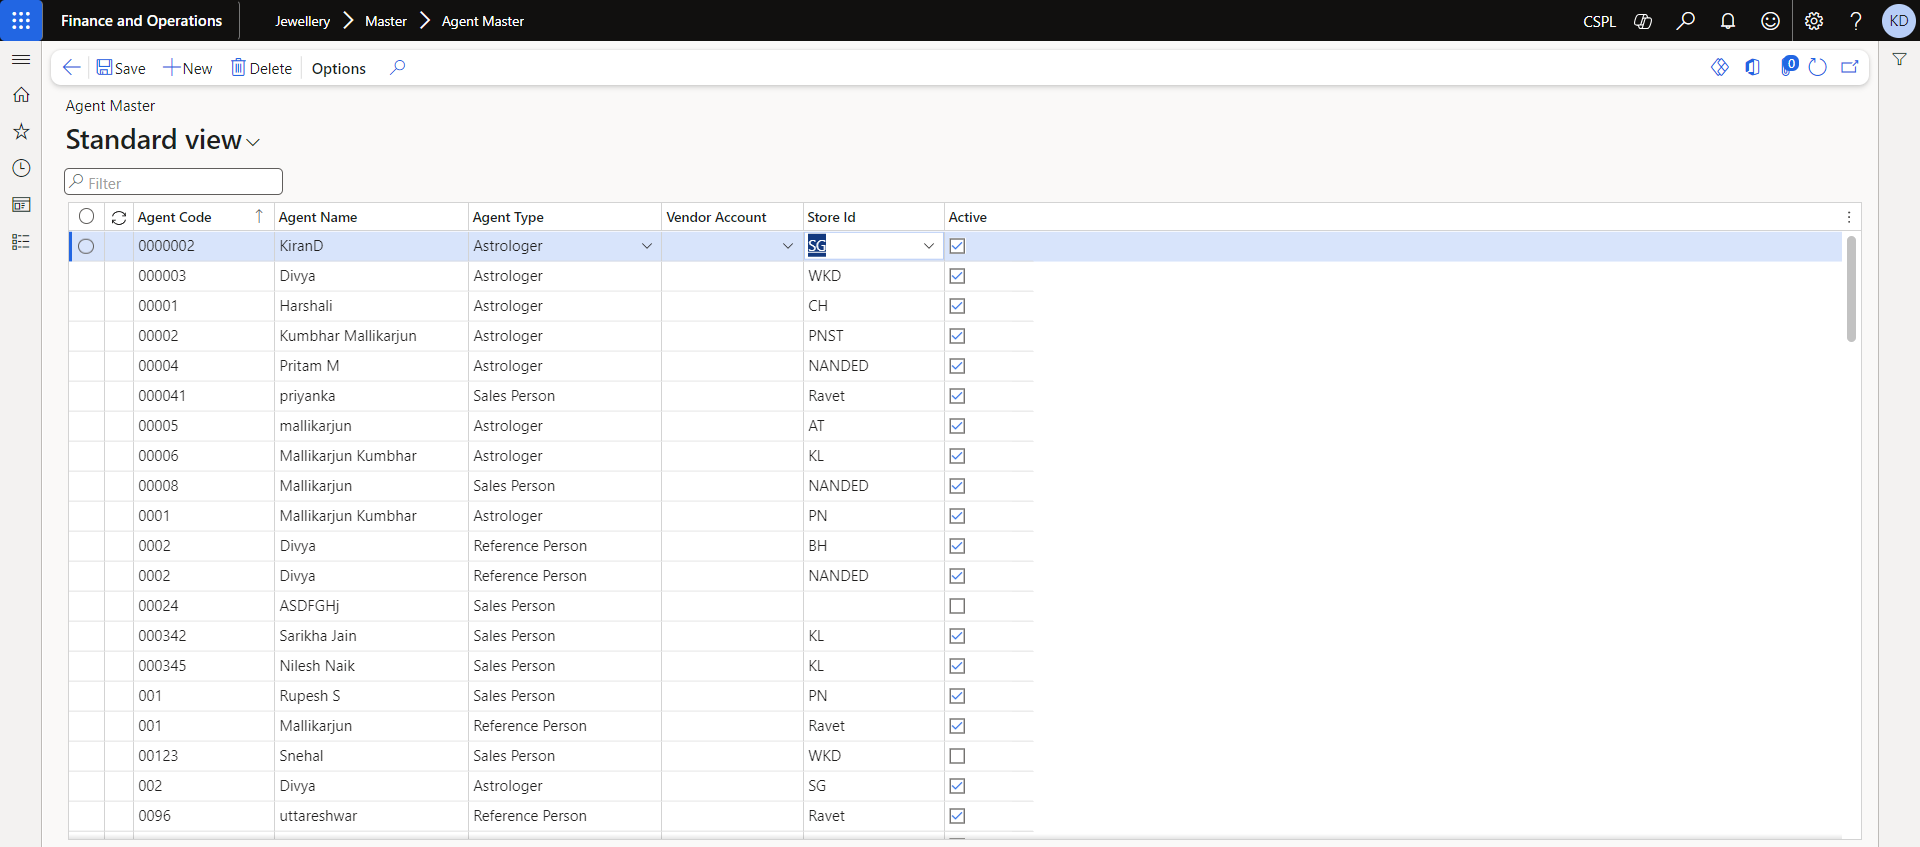 Finance and Operations Jewellery Master Agent Master CSPL KD
Save New Delete Options 0
Agent Master
Standard view
Filter
Agent Code Agent Name Agent Type Vendor Account Store Id Active
0000002 KiranD Astrologer SG
000003 Divya Astrologer WKD
00001 Harshali Astrologer CH
00002 Kumbhar Mallikarjun Astrologer PNST
00004 Pritam M Astrologer NANDED
000041 priyanka Sales Person Ravet
00005 mallikarjun Astrologer AT
00006 Mallikarjun Kumbhar Astrologer KL
00008 Mallikarjun Sales Person NANDED
0001 Mallikarjun Kumbhar Astrologer PN
0002 Divya Reference Person BH
0002 Divya Reference Person NANDED
00024 ASDFGHj Sales Person
000342 Sarikha Jain Sales Person KL
000345 Nilesh Naik Sales Person KL
001 Rupesh S Sales Person PN
001 Mallikarjun Reference Person Ravet
00123 Snehal Sales Person WKD
002 Divya Astrologer SG
0096 uttareshwar Reference Person Ravet